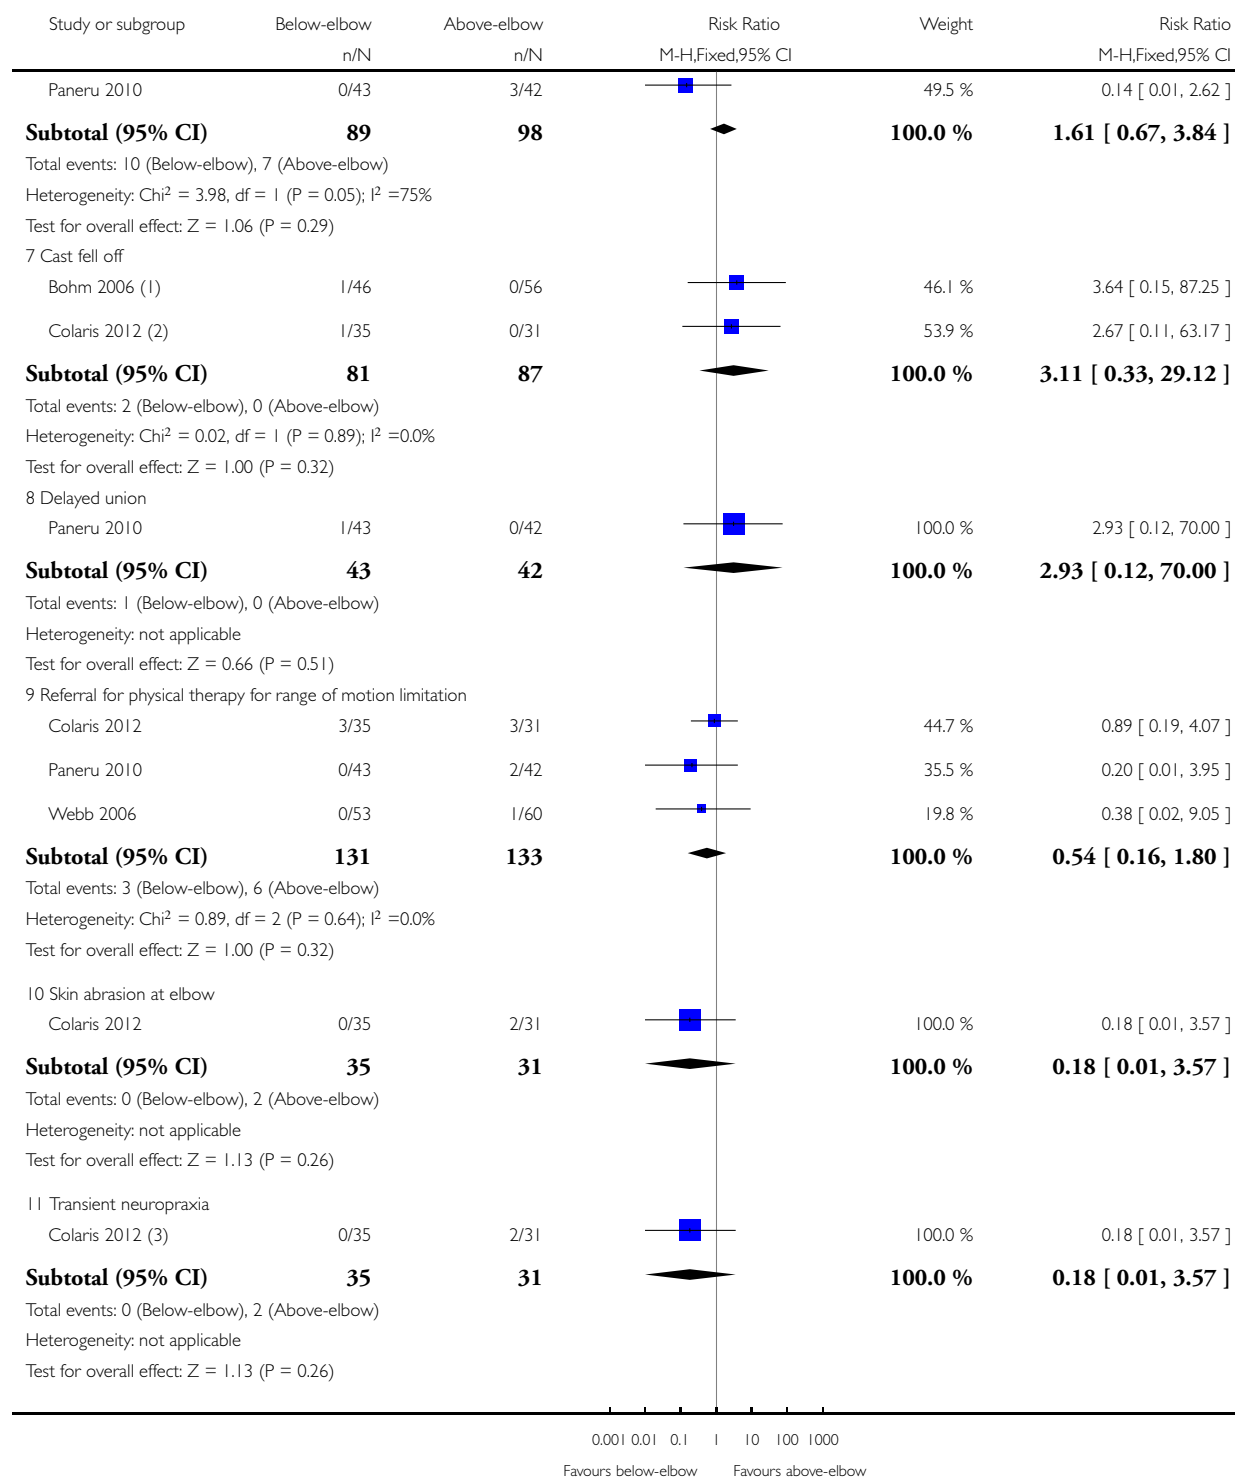 Study or subgroup Below-elbow Above-elbow Risk Ratio Weight Risk Ratio
n/N n/N M-H,Fixed,95% CI M-H,Fixed,95% CI
Paneru 2010 0/43 3/42 49.5 % 0.14 [ 0.01, 2.62 ]
Subtotal (95% CI) 89 98 100.0 % 1.61 [ 0.67, 3.84 ]
Total events: 10 (Below-elbow), 7 (Above-elbow)
Heterogeneity: Chi² = 3.98, df = 1 (P = 0.05); I² =75%
Test for overall effect: Z = 1.06 (P = 0.29)
7 Cast fell off
Bohm 2006 (1) 1/46 0/56 46.1 % 3.64 [ 0.15, 87.25 ]
Colaris 2012 (2) 1/35 0/31 53.9 % 2.67 [ 0.11, 63.17 ]
Subtotal (95% CI) 81 87 100.0 % 3.11 [ 0.33, 29.12 ]
Total events: 2 (Below-elbow), 0 (Above-elbow)
Heterogeneity: Chi² = 0.02, df = 1 (P = 0.89); I² =0.0%
Test for overall effect: Z = 1.00 (P = 0.32)
8 Delayed union
Paneru 2010 1/43 0/42 100.0 % 2.93 [ 0.12, 70.00 ]
Subtotal (95% CI) 43 42 100.0 % 2.93 [ 0.12, 70.00 ]
Total events: 1 (Below-elbow), 0 (Above-elbow)
Heterogeneity: not applicable
Test for overall effect: Z = 0.66 (P = 0.51)
9 Referral for physical therapy for range of motion limitation
Colaris 2012 3/35 3/31 44.7 % 0.89 [ 0.19, 4.07 ]
Paneru 2010 0/43 2/42 35.5 % 0.20 [ 0.01, 3.95 ]
Webb 2006 0/53 1/60 19.8 % 0.38 [ 0.02, 9.05 ]
Subtotal (95% CI) 131 133 100.0 % 0.54 [ 0.16, 1.80 ]
Total events: 3 (Below-elbow), 6 (Above-elbow)
Heterogeneity: Chi² = 0.89, df = 2 (P = 0.64); I² =0.0%
Test for overall effect: Z = 1.00 (P = 0.32)
10 Skin abrasion at elbow
Colaris 2012 0/35 2/31 100.0 % 0.18 [ 0.01, 3.57 ]
Subtotal (95% CI) 35 31 100.0 % 0.18 [ 0.01, 3.57 ]
Total events: 0 (Below-elbow), 2 (Above-elbow)
Heterogeneity: not applicable
Test for overall effect: Z = 1.13 (P = 0.26)
11 Transient neuropraxia
Colaris 2012 (3) 0/35 2/31 100.0 % 0.18 [ 0.01, 3.57 ]
Subtotal (95% CI) 35 31 100.0 % 0.18 [ 0.01, 3.57 ]
Total events: 0 (Below-elbow), 2 (Above-elbow)
Heterogeneity: not applicable
Test for overall effect: Z = 1.13 (P = 0.26)
0.001 0.01 0.1 1 10 100 1000
Favours below-elbow Favours above-elbow